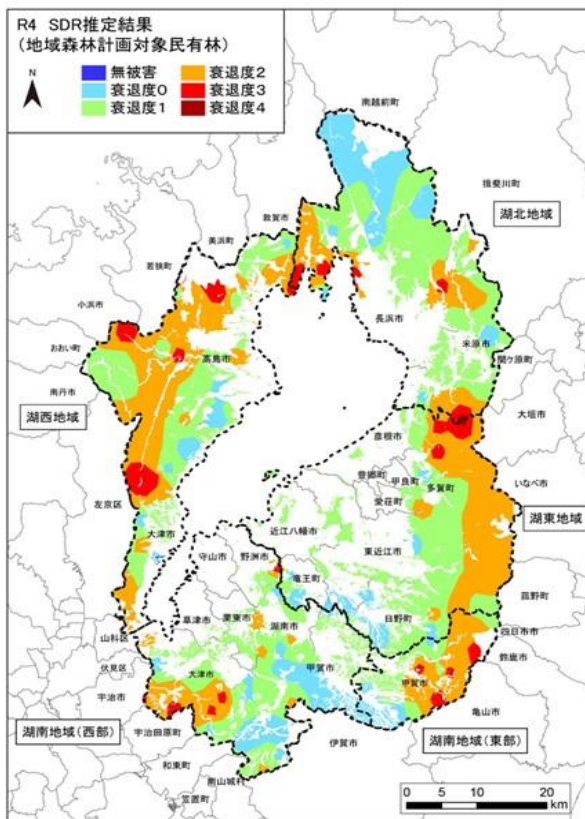 R4 SDR推定結果
(地域森林計画対象民有林)
N
無被害
衰退度0
衰退度1
衰退度2
衰退度3
衰退度4
南越前町
揖斐川町
湖北地域
敦賀市
美浜町
若狭町
小浜市
おおい町
高島市
長浜市
米原市
関ケ原町
南丹市
湖西地域
彦根市
大垣市
豊郷町
甲良町
多賀町
いなべ市
愛荘町
左京区
湖東地域
大津市
近江八幡市
東近江市
守山市
野洲市
竜王町
菰野町
日野町
草津市
栗東市
湖南市
山科区
四日市市
鈴鹿市
伏見区
大津市
甲賀市
甲賀市
宇治市
亀山市
湖南地域(西部)
宇治田原町
伊賀市
湖南地域(東部)
和束町
南山城村
笠置町
0 5 10 20
km